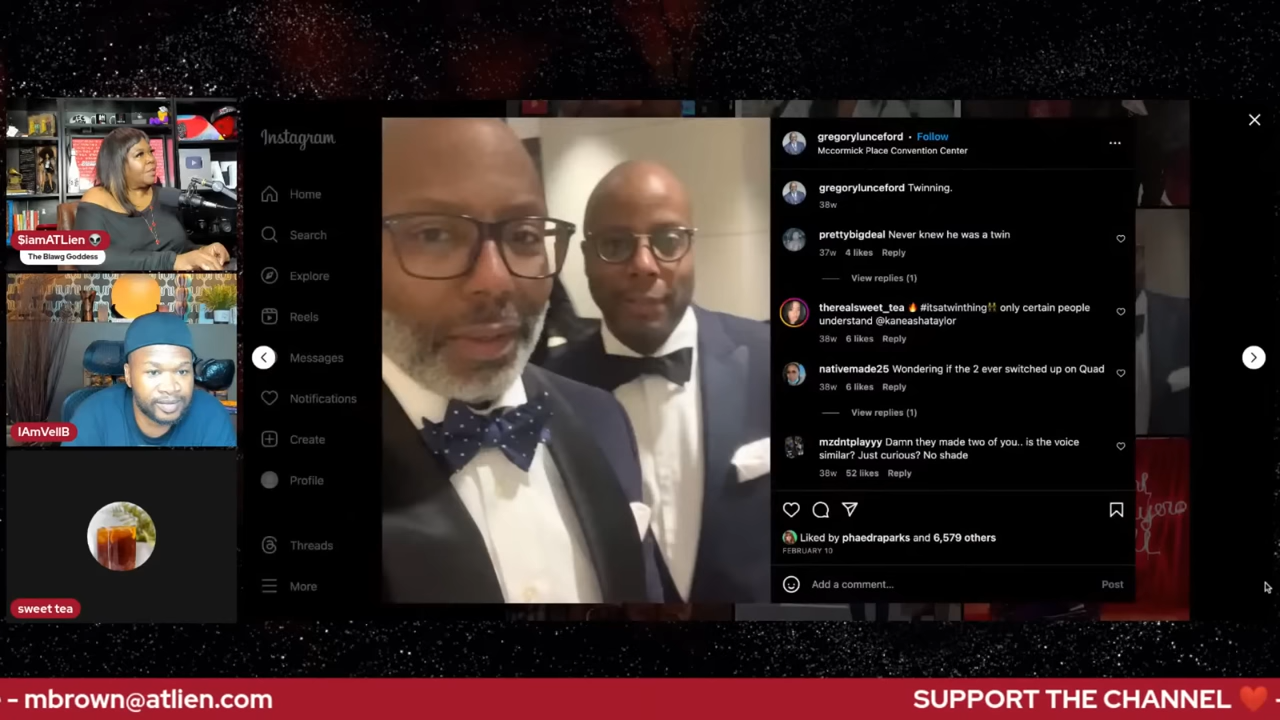 $iamATLien 👽
The Blawg Goddess
IAmVellB
sweet tea
Instagram
Home
Search
Explore
Reels
Messages
Notifications
Create
Profile
Threads
More
gregorylunceford • Follow
Mccormick Place Convention Center
gregorylunceford Twinning.
38w
prettybigdeal Never knew he was a twin
37w 4 likes Reply
View replies (1)
therealsweet_tea 🔥 #itsatwinthing👯 only certain people
understand @kaneashataylor
38w 6 likes Reply
nativemade25 Wondering if the 2 ever switched up on Quad
38w 6 likes Reply
View replies (1)
mzdntplayyy Damn they made two of you.. is the voice
similar? Just curious? No shade
38w 52 likes Reply
Liked by phaedraparks and 6,579 others
FEBRUARY 10
Add a comment...
Post
- mbrown@atlien.com
SUPPORT THE CHANNEL ❤️ -